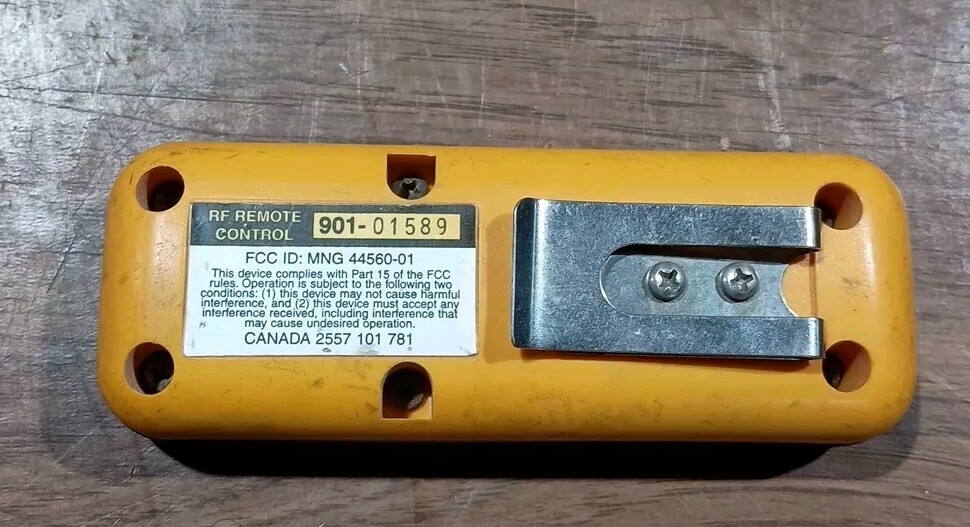 RF REMOTE CONTROL 901-01589
FCC ID: MNG 44560-01
This device complies with Part 15 of the FCC
rules. Operation is subject to the following two
conditions: (1) this device may not cause harmful
interference, and (2) this device must accept any
interference received, including interference that
may cause undesired operation.
CANADA 2557 101 781